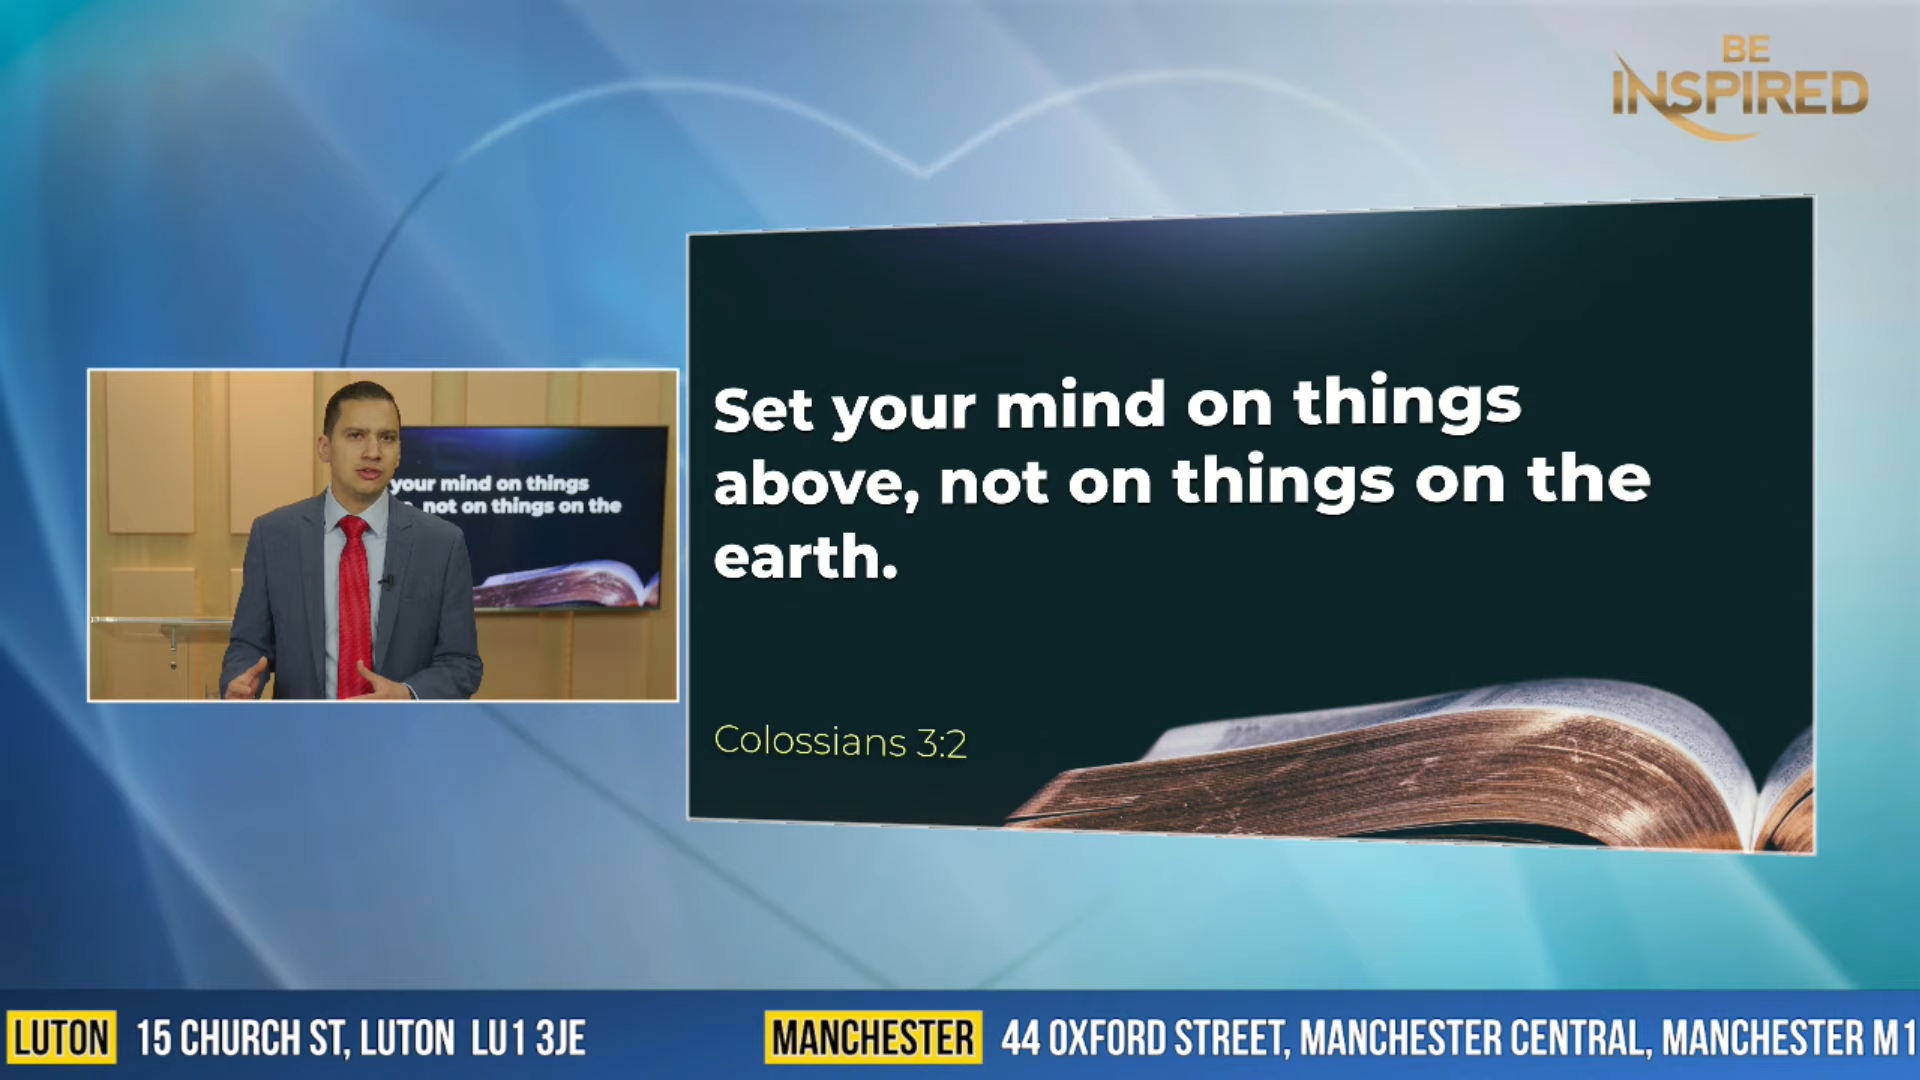 BE
INSPIRED
Set your mind on things
above, not on things on the
earth.
Colossians 3:2
your mind on things
not on things on the
LUTON 15 CHURCH ST, LUTON LU1 3JE MANCHESTER 44 OXFORD STREET, MANCHESTER CENTRAL, MANCHESTER M1